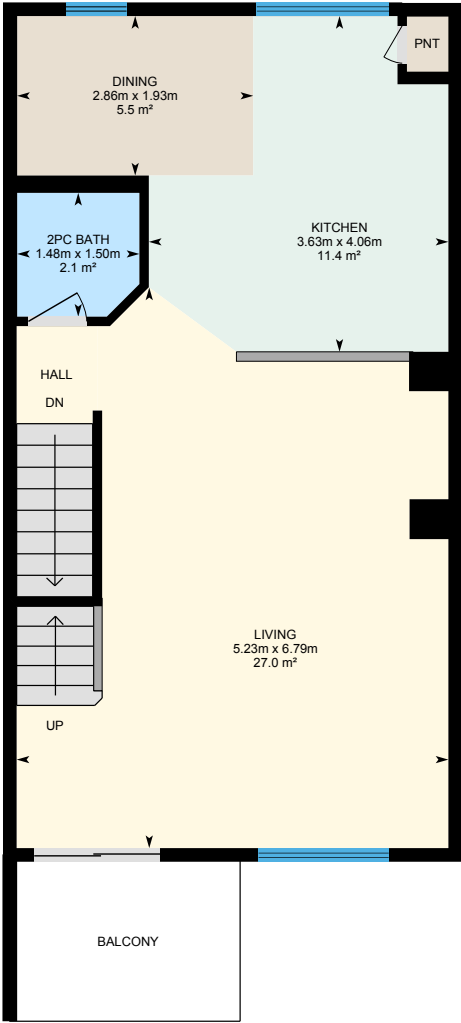 PNT
DINING
2.86m x 1.93m
5.5 m²
KITCHEN
3.63m x 4.06m
11.4 m²
2PC BATH
1.48m x 1.50m
2.1 m²
HALL
DN
LIVING
5.23m x 6.79m
27.0 m²
UP
BALCONY